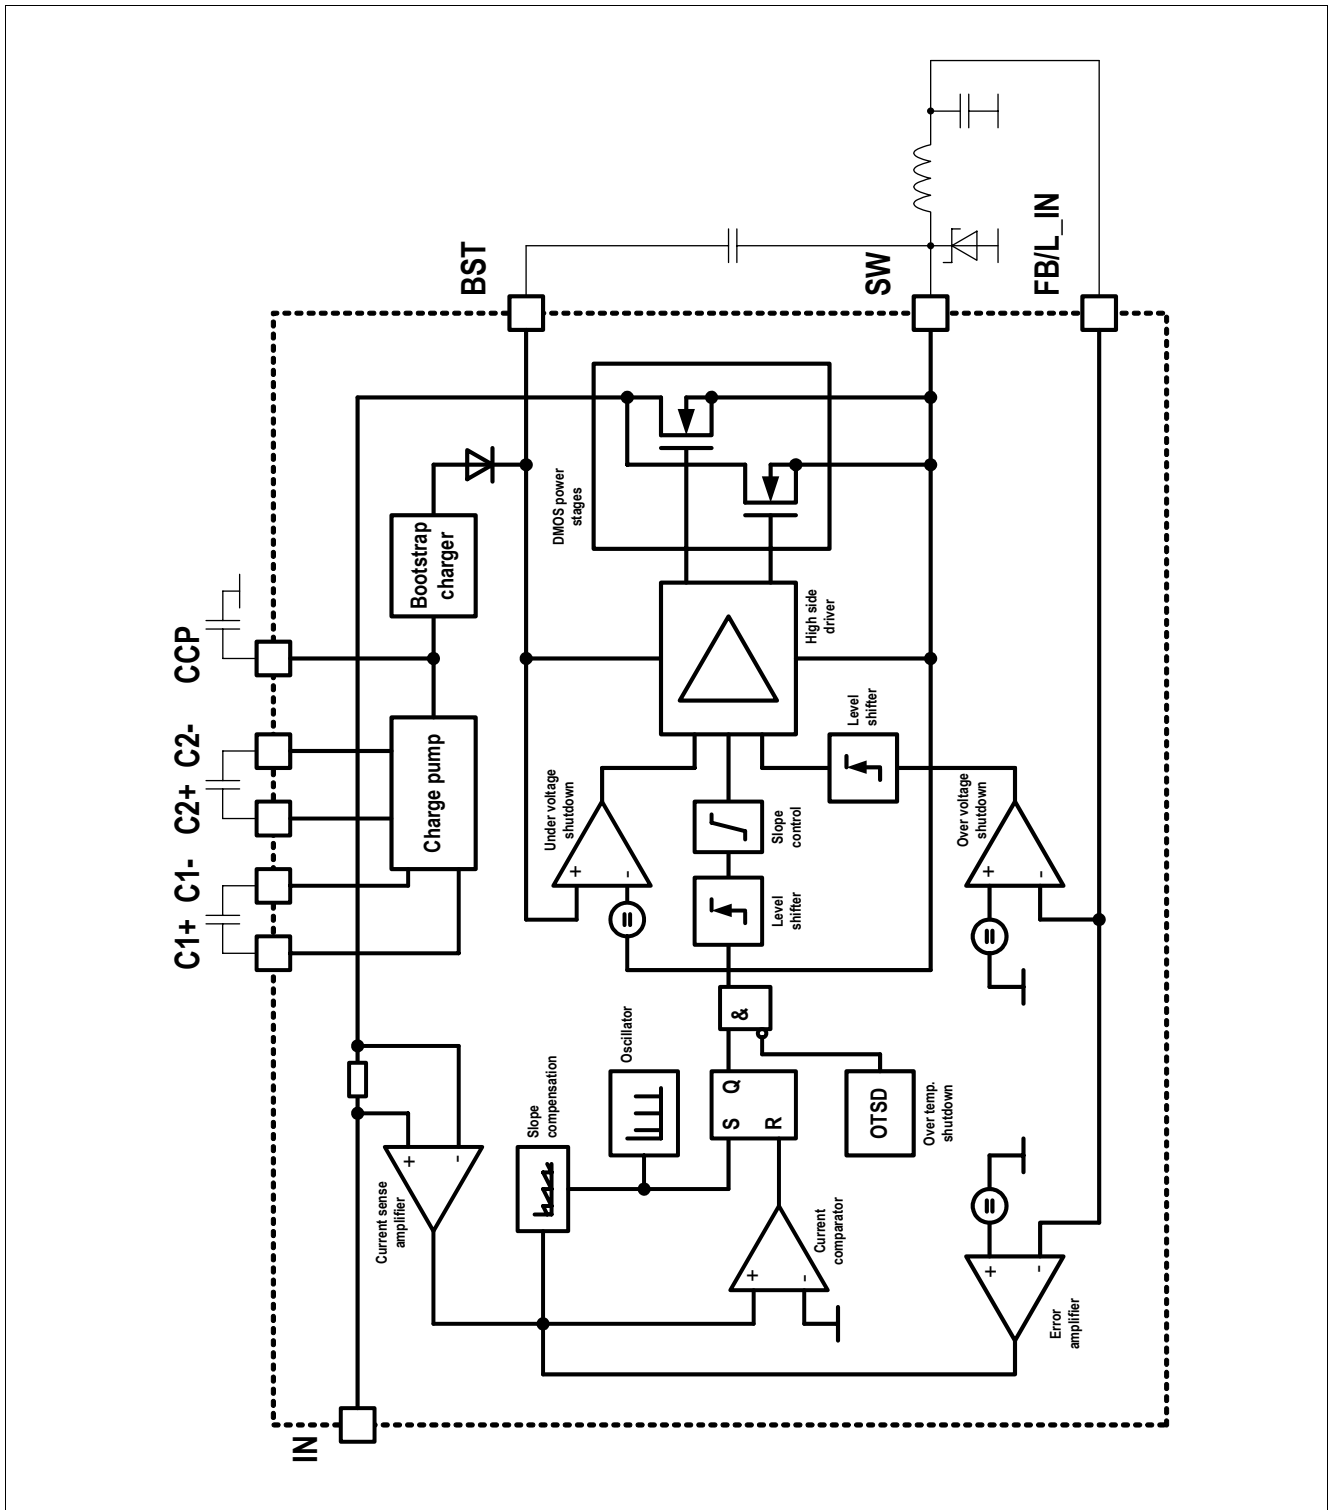 IN
C1+
C1-
C2+
C2-
CCP
BST
SW
FB/L_IN
Charge pump
Bootstrap
charger
DMOS power
stages
High side
driver
Under voltage
shutdown
+
-
=
Level
shifter
Slope
control
Level
shifter
Over voltage
shutdown
+
-
=
&
Oscillator
Slope
compensation
S
Q
R
OTSD
Over temp.
shutdown
Current sense
amplifier
+
-
Current
comparator
+
-
Error
amplifier
+
-
=